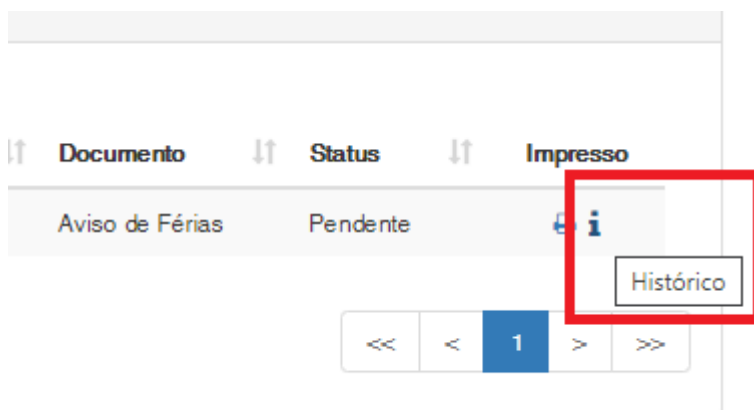 Documento Status Impresso
Aviso de Férias Pendente i
Histórico
<< < 1 > >>